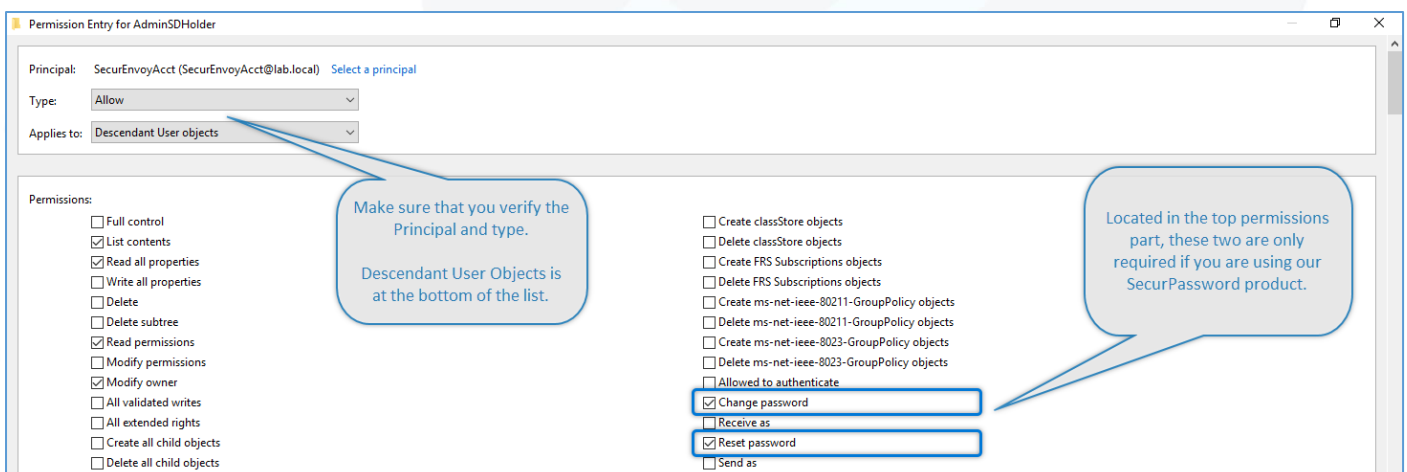 Permission Entry for AdminSDHolder
Principal: SecurEnvoyAcct (SecurEnvoyAcct@lab.local) Select a principal
Type: Allow
Applies to: Descendant User objects
Make sure that you verify the
Principal and type.
Descendant User Objects is
at the bottom of the list.
Located in the top permissions
part, these two are only
required if you are using our
SecurPassword product.
Permissions:
Full control
List contents
Read all properties
Write all properties
Delete
Delete subtree
Read permissions
Modify permissions
Modify owner
All validated writes
All extended rights
Create all child objects
Delete all child objects
Create classStore objects
Delete classStore objects
Create FRS Subscriptions objects
Delete FRS Subscriptions objects
Create ms-net-ieee-80211-GroupPolicy objects
Delete ms-net-ieee-80211-GroupPolicy objects
Create ms-net-ieee-8023-GroupPolicy objects
Delete ms-net-ieee-8023-GroupPolicy objects
Allowed to authenticate
Change password
Receive as
Reset password
Send as